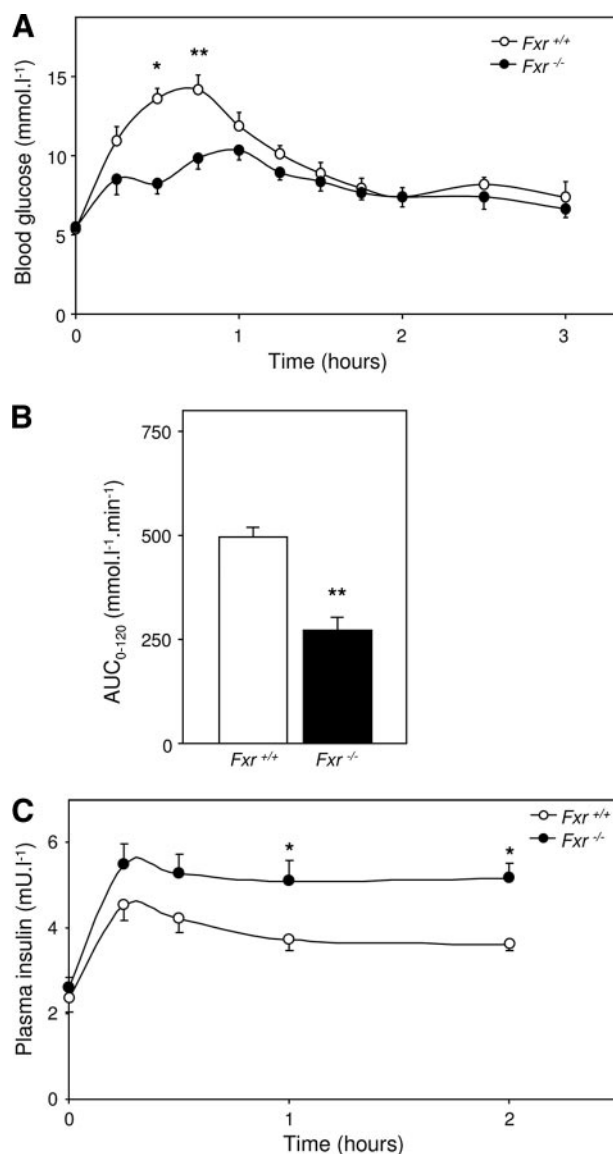 A
Blood glucose (mmol.l⁻¹)
15
10
5
0
* **
Fxr +/+
Fxr -/-
0 1 2 3
Time (hours)
B
AUC₀₋₁₂₀ (mmol.l⁻¹.min⁻¹)
750
500
250
0
**
Fxr +/+ Fxr -/-
C
Plasma insulin (mU.l⁻¹)
6
4
2
0
* *
Fxr +/+
Fxr -/-
0 1 2
Time (hours)